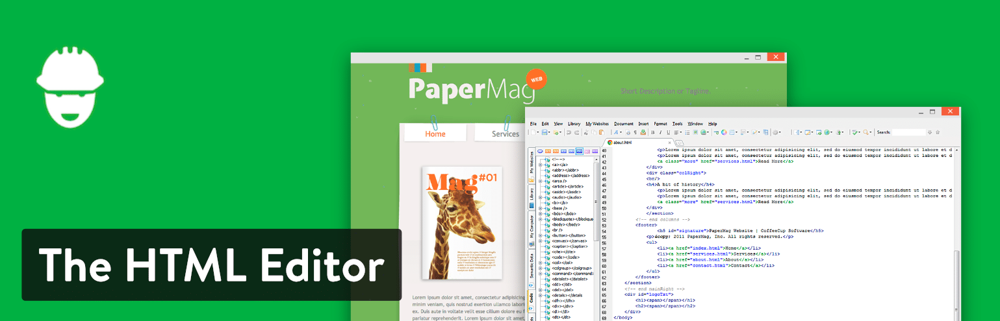 PaperMag
WEB
Short Description or Tagline.
Home
Services
Mag #01
The HTML Editor
Lorem ipsum dolor sit amet, consectetur adipisicing
minim veniam, quis nostrud exertion ullamco labori
ex. Duis aute in voltate velit esse cillum dolore eu f
pariatur reprehenderit. Lorem ipsum dolor sit amet,
File Edit View Library My Websites Document Insert Format Tools Window Help
Search:
about.html
My Websites
Library
My Computer
Semantic Data
Code
<!-- -->
<a></a>
<abbr></abbr>
<address></address>
<area />
<article></article>
<aside></aside>
<audio></audio>
<b></b>
<base />
<bdo></bdo>
<blockquote></blockquo
<body></body>
<br />
<button></button>
<canvas></canvas>
<caption></caption>
<cite></cite>
<code></code>
<col></col>
<colgroup></colgroup>
<command></command>
<datalist></datalist>
<dd></dd>
<del></del>
<details></details
<dfn></dfn>
<div></div>
<dl></dl>
<dt></dt>
40 <p>Lorem ipsum dolor sit amet, consectetur adipisicing elit, sed do eiusmod tempor incididunt ut labore et d
41 <p>Lorem ipsum dolor sit amet, consectetur adipisicing elit, sed do eiusmod tempor incididunt ut labore et d
42 <a class="more" href="services.html">Read More</a>
43 </div>
44 <div class="colRight">
45 <br/>
46 <h4>A bit of history</h4>
47 <p>Lorem ipsum dolor sit amet, consectetur adipisicing elit, sed do eiusmod tempor incididunt ut labore et d
48 <p>Lorem ipsum dolor sit amet, consectetur adipisicing elit, sed do eiusmod tempor incididunt ut labore et d
49 <a class="more" href="services.html">Read More</a>
50 </div>
51 </section>
52 <!-- end columns -->
53 <footer>
54 <h5 id="signature">PaperMag Website | CoffeeCup Software</h5>
55 <p>&copy; 2011 PaperMag, Inc. All rights reserved.</p>
56 <ul>
57 <li><a href="index.html">Home</a></li>
58 <li><a href="services.html">Services</a></li>
59 <li><a href="about.html">About</a></li>
60 <li><a href="contact.html">Contact</a></li>
61 </ul>
62 </footer>
63 </section>
64 <!-- end mainRight -->
65 <div id="logoTxt">
66 <h1><span></span></h1>
67 <h2><span></span></h2>
68 </div>
69 </body>